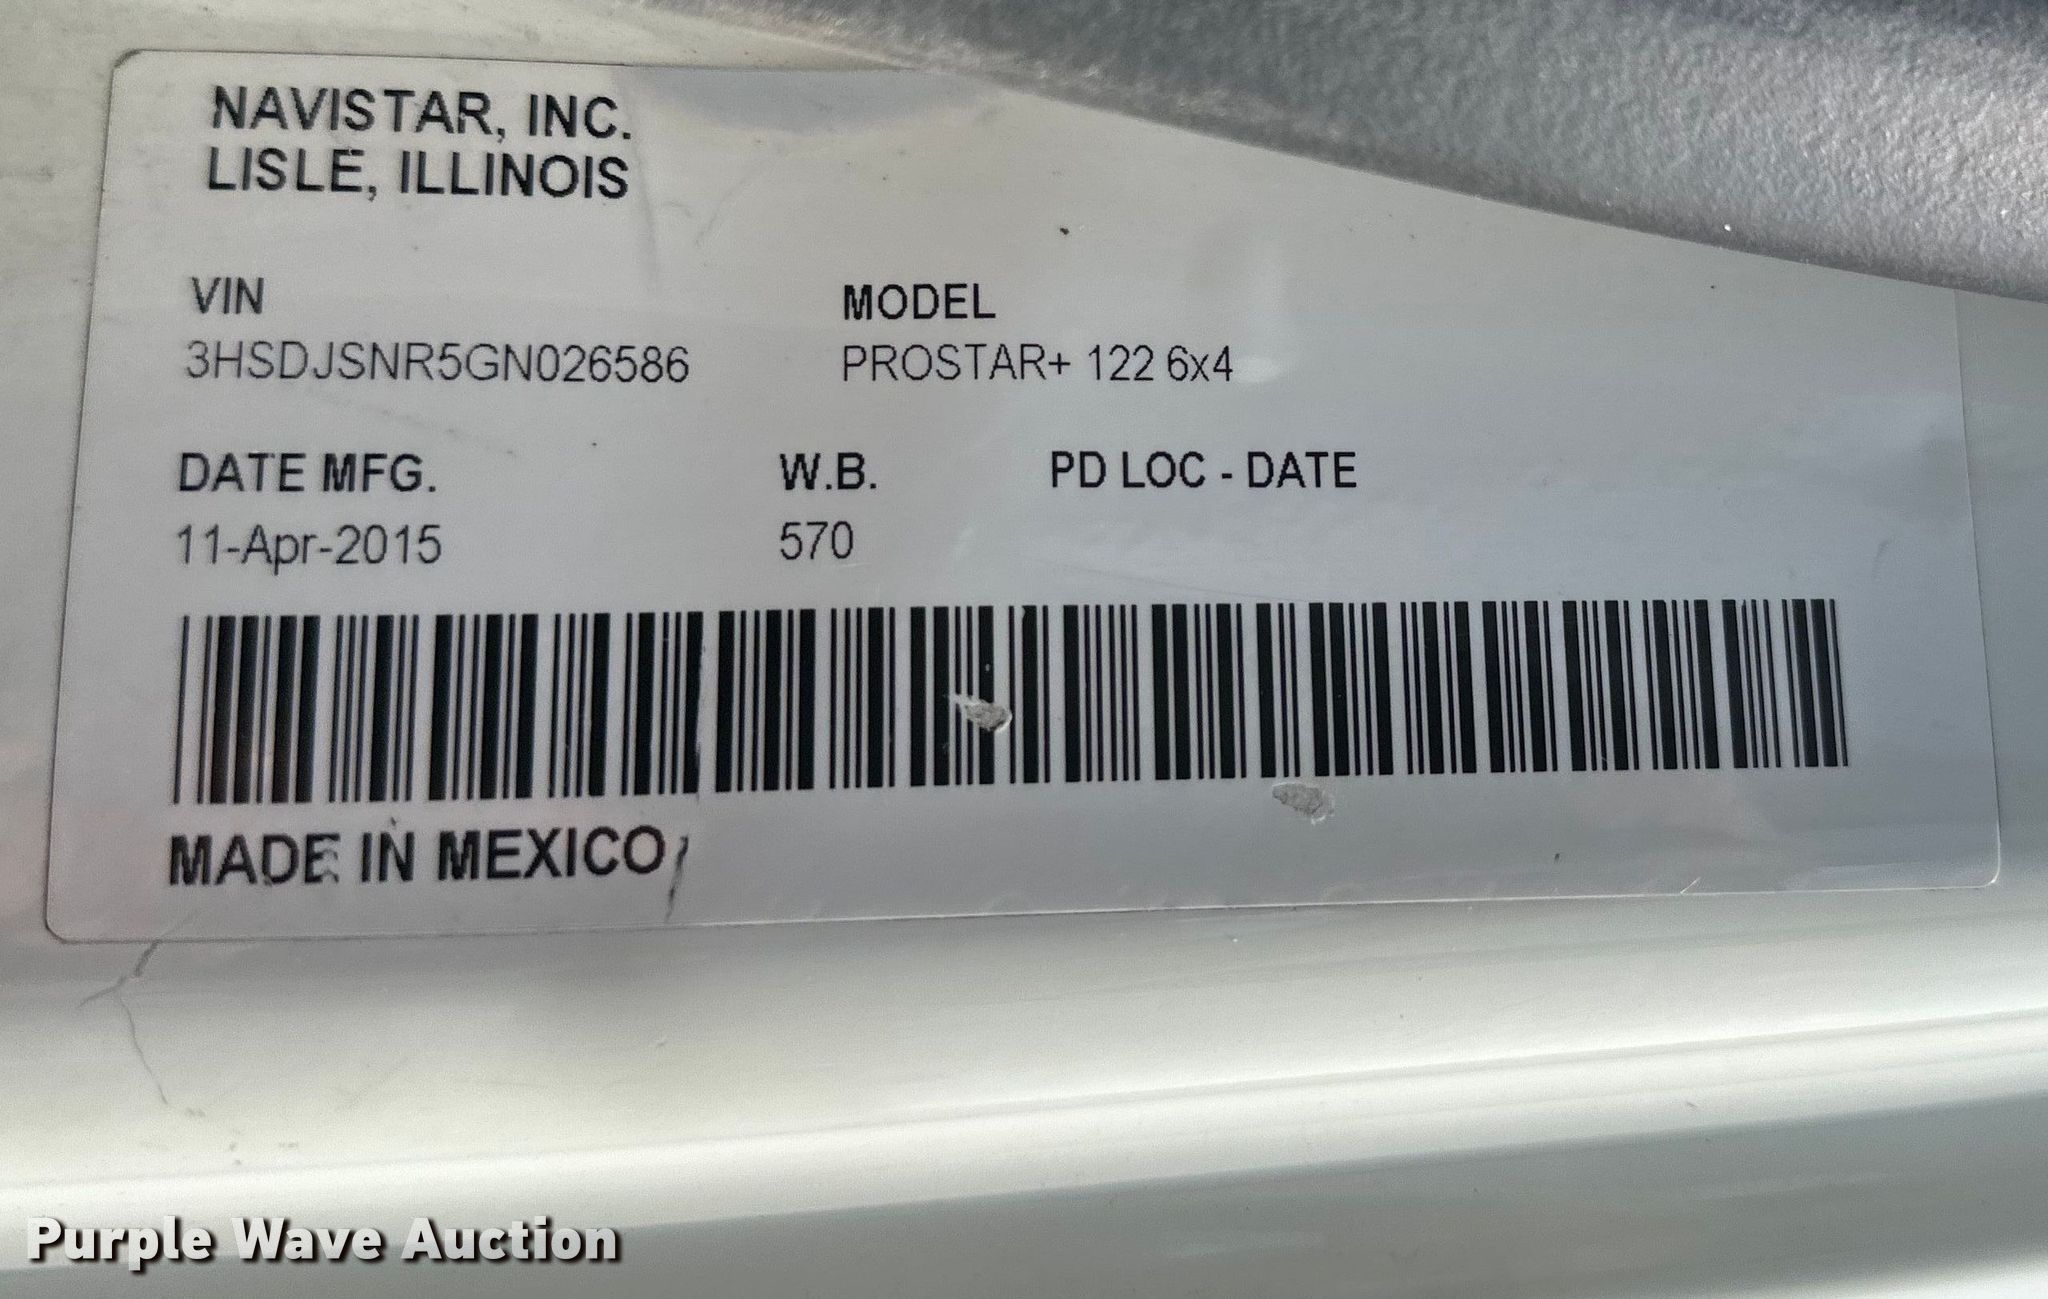 NAVISTAR, INC.
LISLE, ILLINOIS
VIN MODEL
3HSDJSNR5GN026586 PROSTAR+ 122 6x4
DATE MFG. W.B. PD LOC - DATE
11-Apr-2015 570
MADE IN MEXICO
Purple Wave Auction